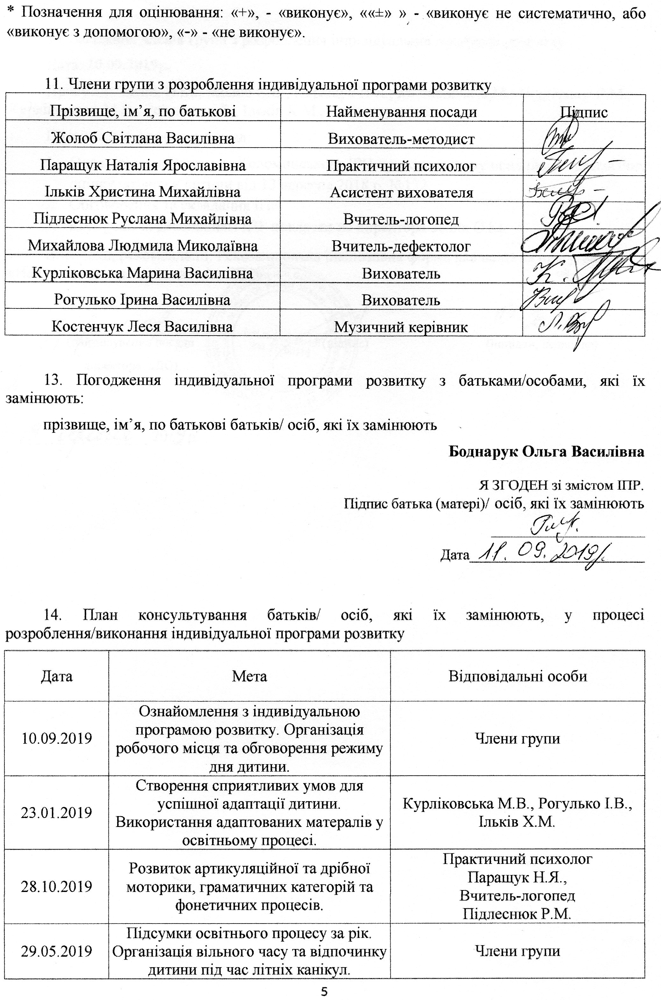 * Позначення для оцінювання: «+», - «виконує», ««±» » - «виконує не систематично, або
«виконує з допомогою», «-» - «не виконує».
11. Члени групи з розроблення індивідуальної програми розвитку
Прізвище, ім’я, по батькові Найменування посади Підпис
Жолоб Світлана Василівна Вихователь-методист
Паращук Наталія Ярославівна Практичний психолог
Ільків Христина Михайлівна Асистент вихователя
Підлеснюк Руслана Михайлівна Вчитель-логопед
Михайлова Людмила Миколаївна Вчитель-дефектолог
Курліковська Марина Василівна Вихователь
Рогулько Ірина Василівна Вихователь
Костенчук Леся Василівна Музичний керівник
13. Погодження індивідуальної програми розвитку з батьками/особами, які їх
замінюють:
прізвище, ім’я, по батькові батьків/ осіб, які їх замінюють
Боднарук Ольга Василівна
Я ЗГОДЕН зі змістом ІПР.
Підпис батька (матері)/ осіб, які їх замінюють
Дата 11. 09. 2019р.
14. План консультування батьків/ осіб, які їх замінюють, у процесі
розроблення/виконання індивідуальної програми розвитку
Дата Мета Відповідальні особи
10.09.2019
Ознайомлення з індивідуальною
програмою розвитку. Організація
робочого місця та обговорення режиму
дня дитини.
Члени групи
23.01.2019
Створення сприятливих умов для
успішної адаптації дитини.
Використання адаптованих матералів у
освітньому процесі.
Курліковська М.В., Рогулько І.В.,
Ільків Х.М.
28.10.2019
Розвиток артикуляційної та дрібної
моторики, граматичних категорій та
фонетичних процесів.
Практичний психолог
Паращук Н.Я.,
Вчитель-логопед
Підлеснюк Р.М.
29.05.2019
Підсумки освітнього процесу за рік.
Організація вільного часу та відпочинку
дитини під час літніх канікул.
Члени групи
5